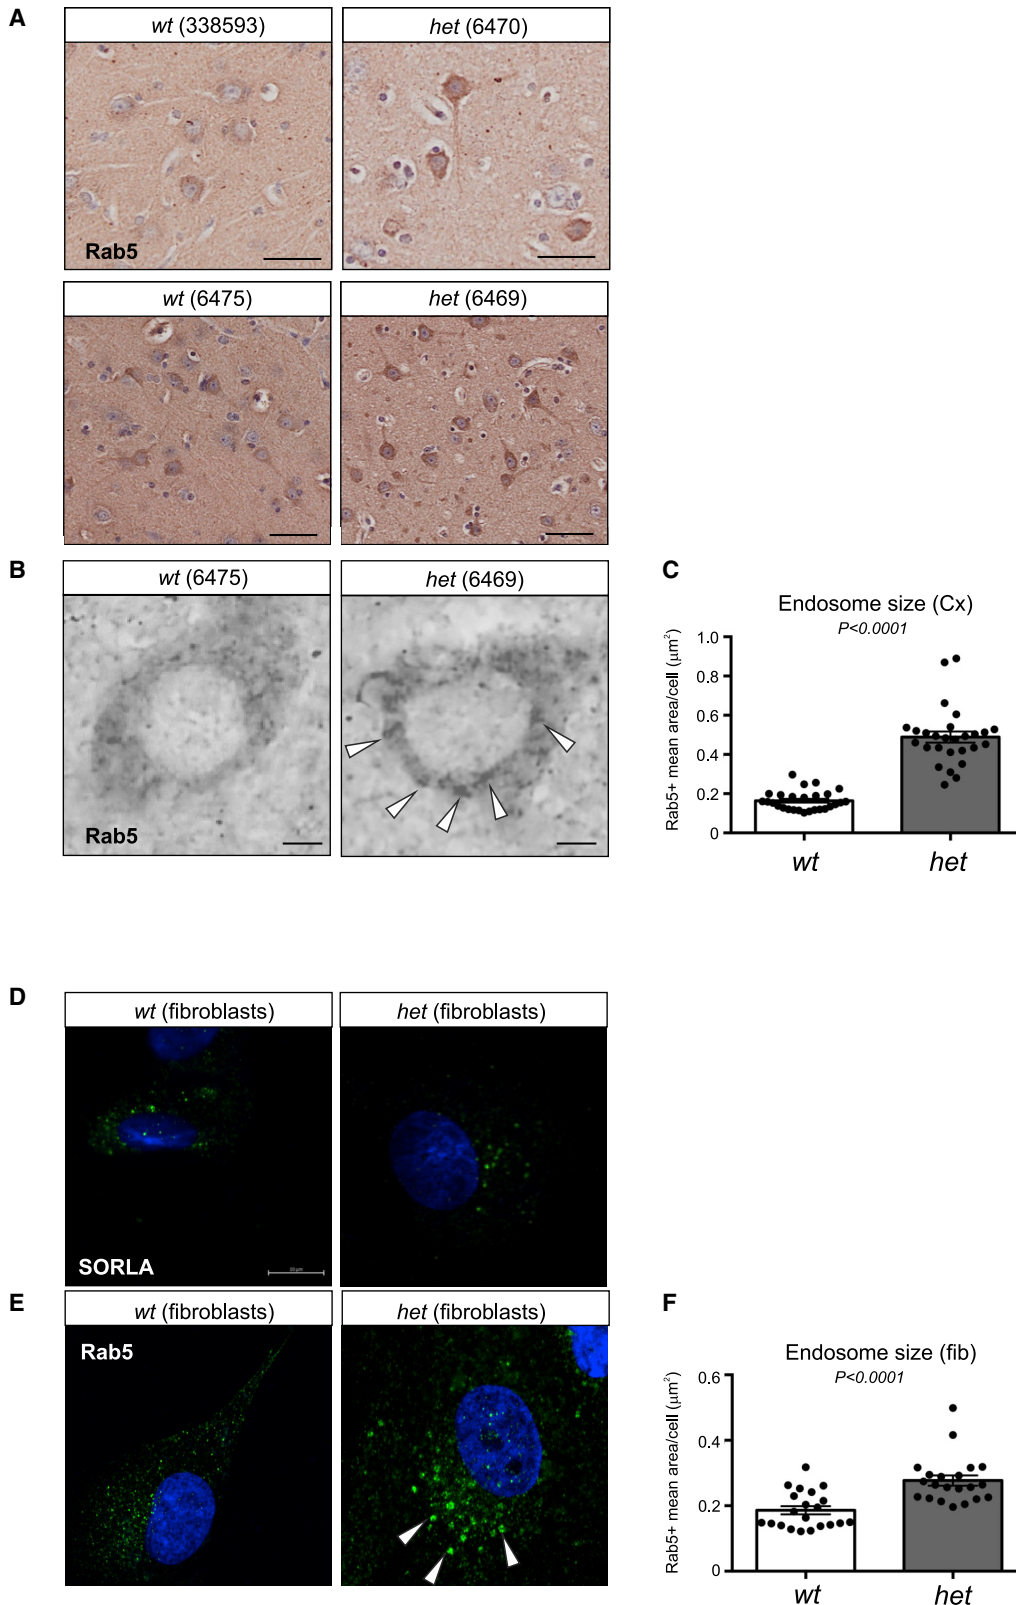 A
wt (338593)
het (6470)
Rab5
wt (6475)
het (6469)
B
wt (6475)
het (6469)
Rab5
C
Endosome size (Cx)
P<0.0001
Rab5+ mean area/cell (μm²)
1.0
0.8
0.6
0.4
0.2
0
wt
het
D
wt (fibroblasts)
het (fibroblasts)
SORLA
10 μm
E
wt (fibroblasts)
het (fibroblasts)
Rab5
F
Endosome size (fib)
P<0.0001
Rab5+ mean area/cell (μm²)
0.6
0.4
0.2
0
wt
het